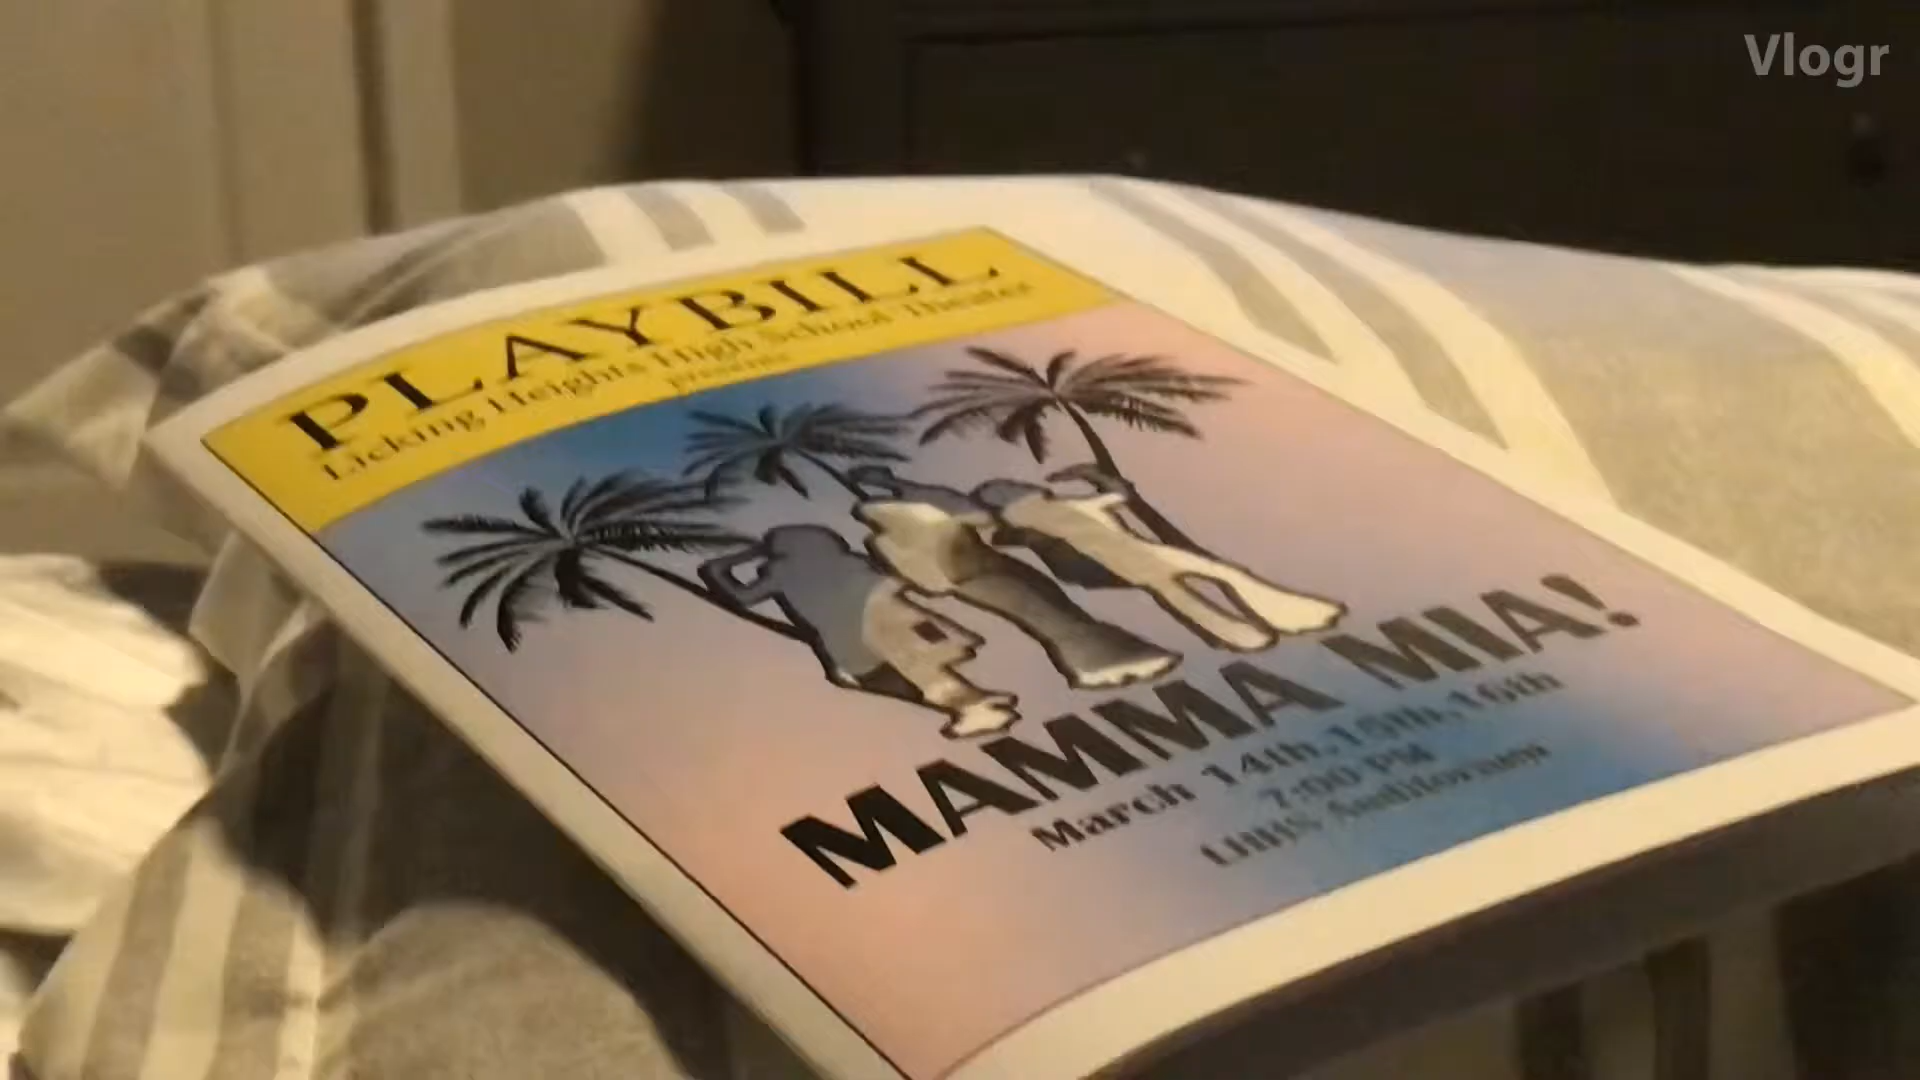 Vlogr
PLAYBILL
Licking Heights High School Theater
presents
MAMMA MIA!
March 14th,15th,16th
7:00 PM
LHHS Auditorium